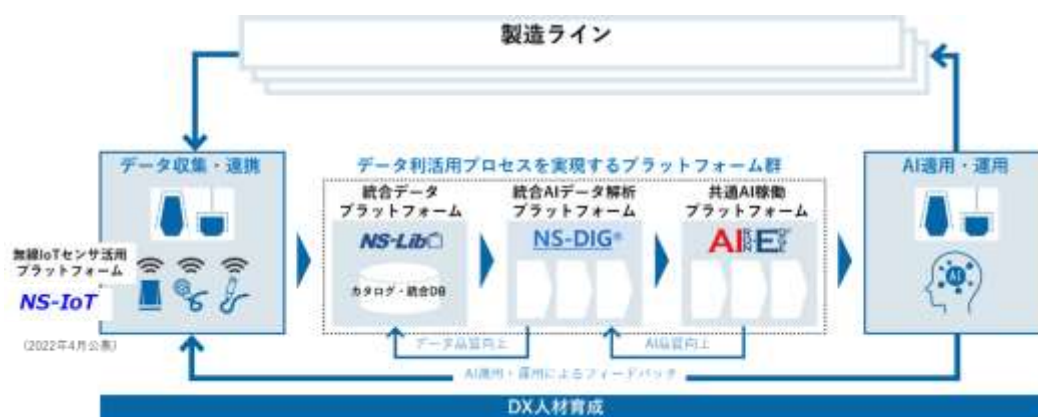 製造ライン
データ収集・連携
データ利活用プロセスを実現するプラットフォーム群
AI適用・運用
統合データ
プラットフォーム
統合AIデータ解析
プラットフォーム
共通AI稼働
プラットフォーム
NS-Lib
NS-DIG®
無線IoTセンサ活用
プラットフォーム
NS-IoT
カタログ・統合DB
AI
(2022年4月公表)
データ品質向上
AI品質向上
AI適用・運用によるフィードバック
DX人材育成